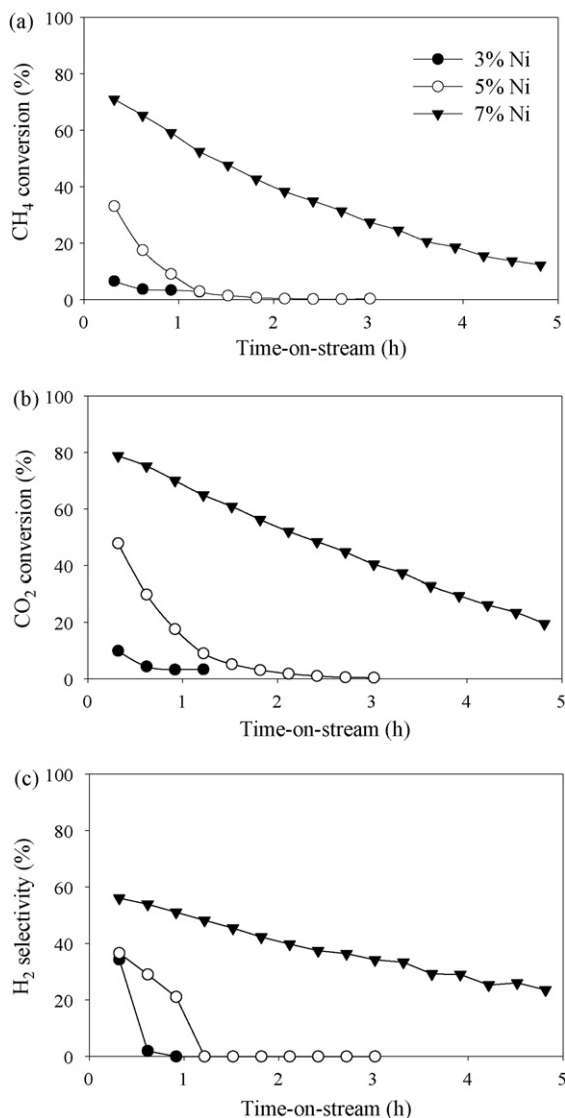 (a)
100
80
60
40
20
0
CH4 conversion (%)
3% Ni
5% Ni
7% Ni
0 1 2 3 4 5
Time-on-stream (h)
(b)
100
80
60
40
20
0
CO2 conversion (%)
0 1 2 3 4 5
Time-on-stream (h)
(c)
100
80
60
40
20
0
H2 selectivity (%)
0 1 2 3 4 5
Time-on-stream (h)